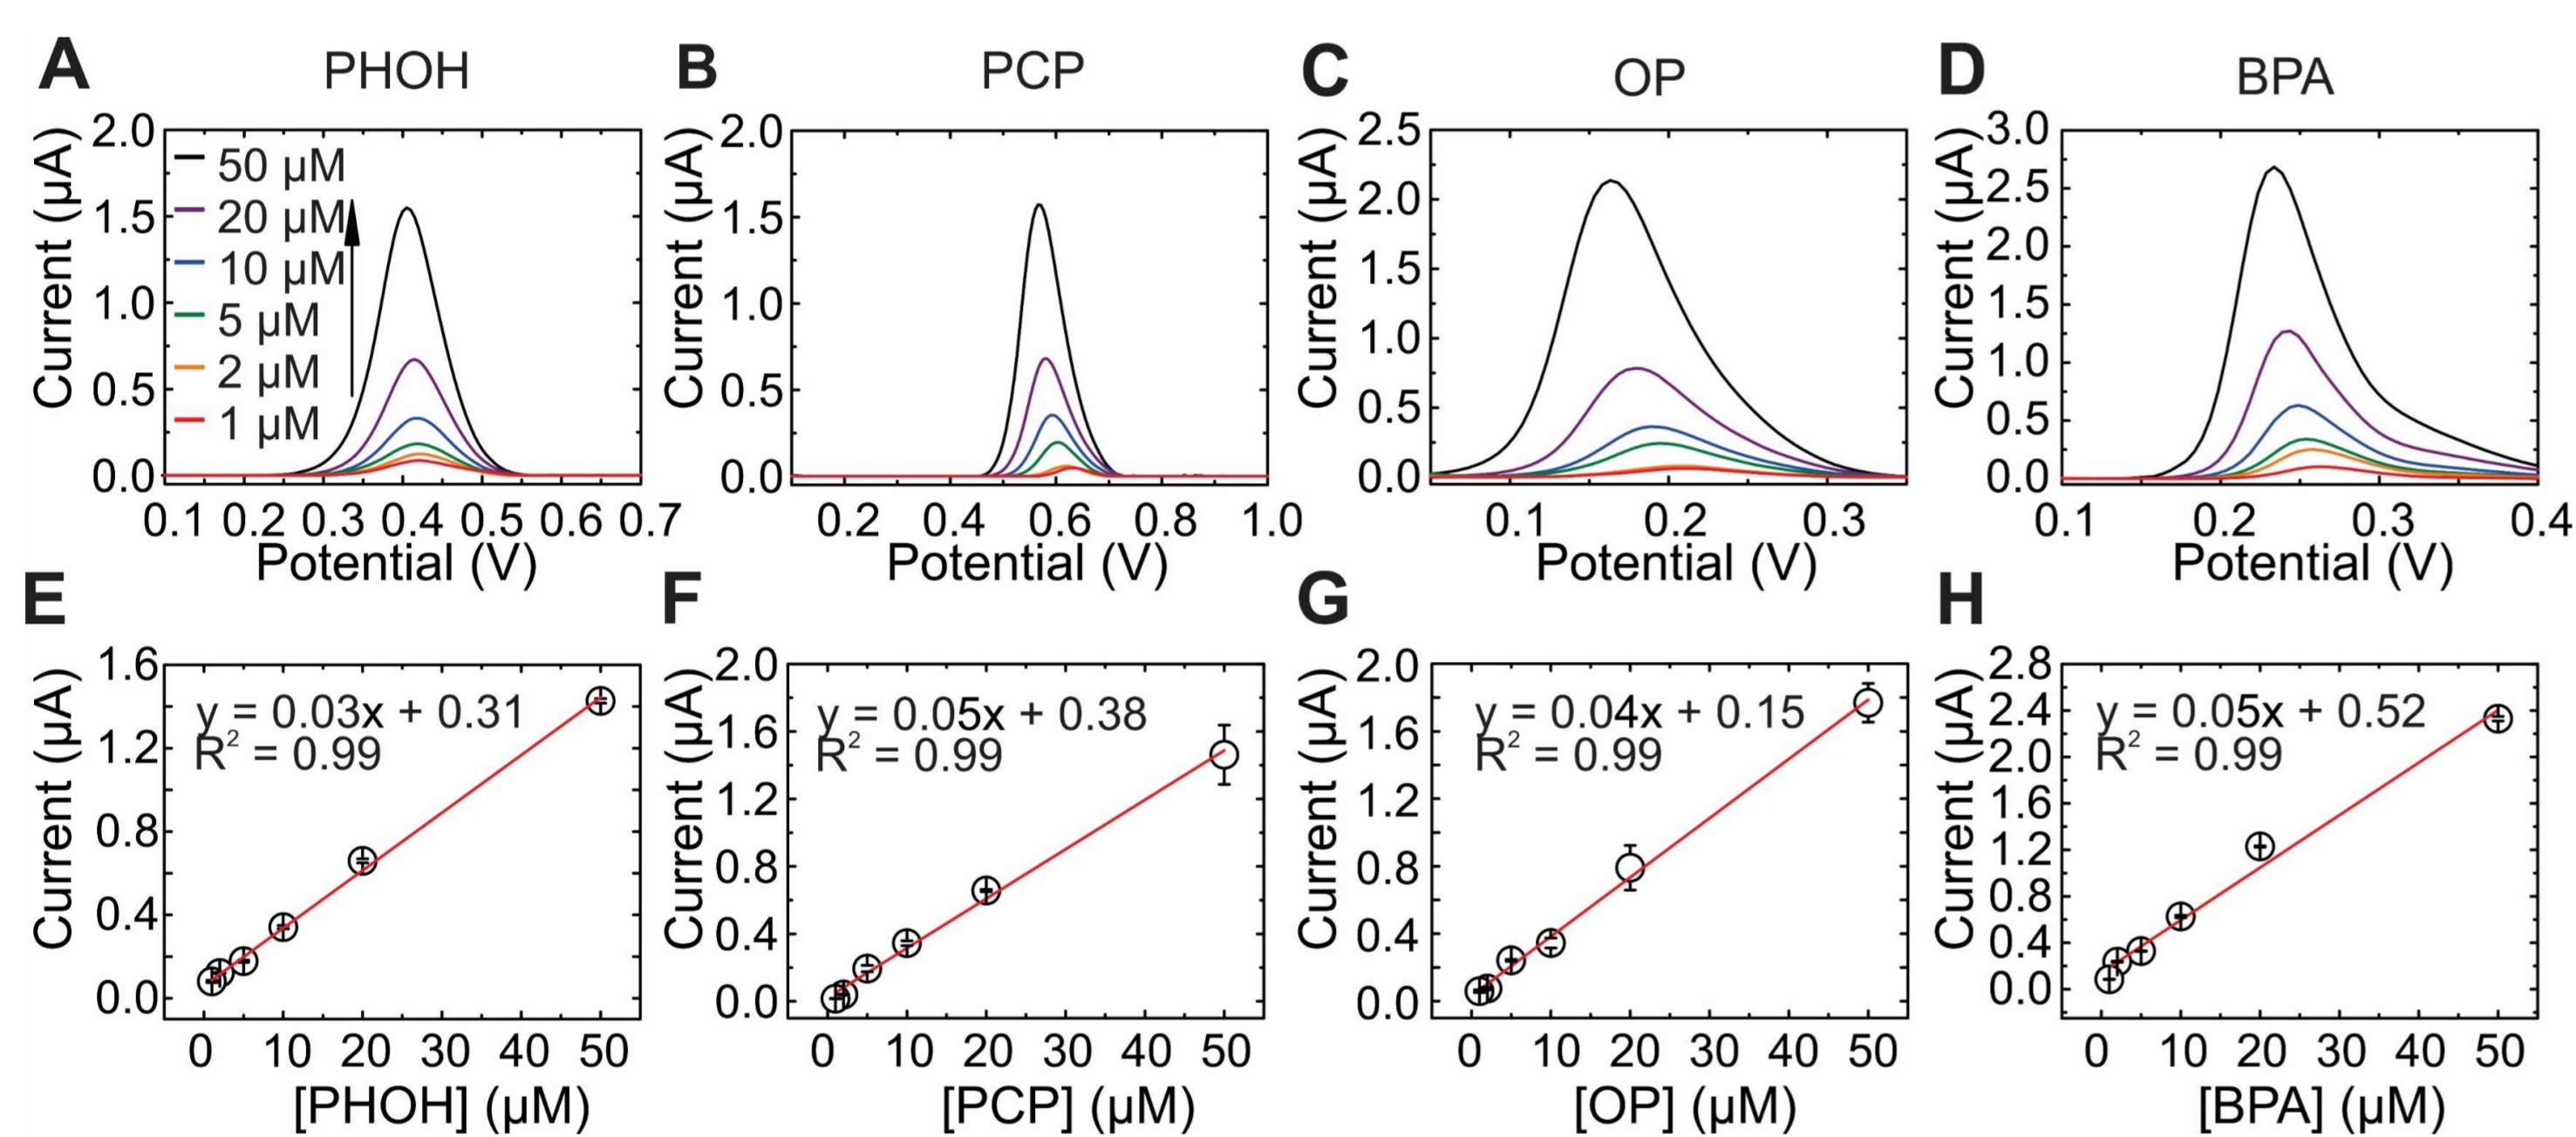 A
PHOH
Current (µA)
2.0
1.5
1.0
0.5
0.0
50 µM
20 µM
10 µM
5 µM
2 µM
1 µM
0.1 0.2 0.3 0.4 0.5 0.6 0.7
Potential (V)
B
PCP
Current (µA)
2.0
1.5
1.0
0.5
0.0
0.2 0.4 0.6 0.8 1.0
Potential (V)
C
OP
Current (µA)
2.5
2.0
1.5
1.0
0.5
0.0
0.1 0.2 0.3
Potential (V)
D
BPA
Current (µA)
3.0
2.5
2.0
1.5
1.0
0.5
0.0
0.1 0.2 0.3 0.4
Potential (V)
E
Current (µA)
1.6
1.2
0.8
0.4
0.0
y = 0.03x + 0.31
R² = 0.99
0 10 20 30 40 50
[PHOH] (µM)
F
Current (µA)
2.0
1.6
1.2
0.8
0.4
0.0
y = 0.05x + 0.38
R² = 0.99
0 10 20 30 40 50
[PCP] (µM)
G
Current (µA)
2.0
1.6
1.2
0.8
0.4
0.0
y = 0.04x + 0.15
R² = 0.99
0 10 20 30 40 50
[OP] (µM)
H
Current (µA)
2.8
2.4
2.0
1.6
1.2
0.8
0.4
0.0
y = 0.05x + 0.52
R² = 0.99
0 10 20 30 40 50
[BPA] (µM)